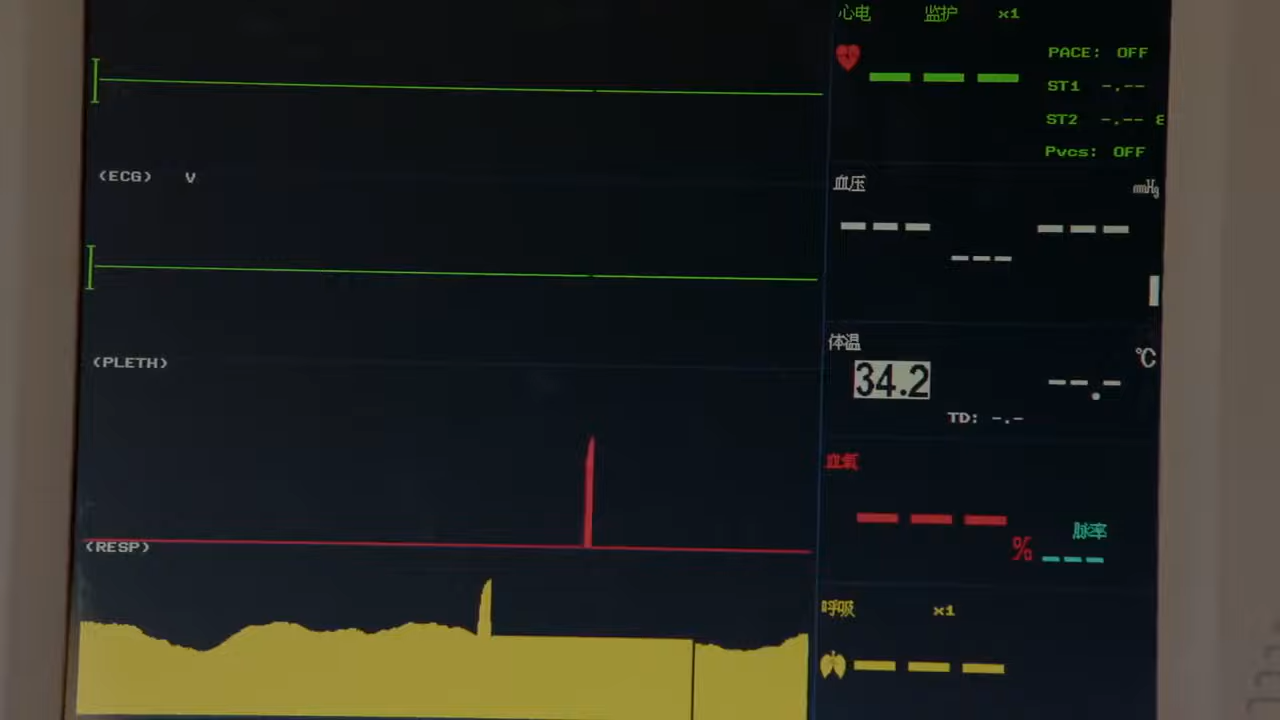 心电 监护 x1
PACE: OFF
ST1 -.--
ST2 -.--
Pvcs: OFF
(ECG) V
血压 mmHg
--- ---
---
(PLETH)
体温 ℃
34.2 --.-
TD: -.-
血氧
---
% 脉率
---
(RESP)
呼吸 x1
---